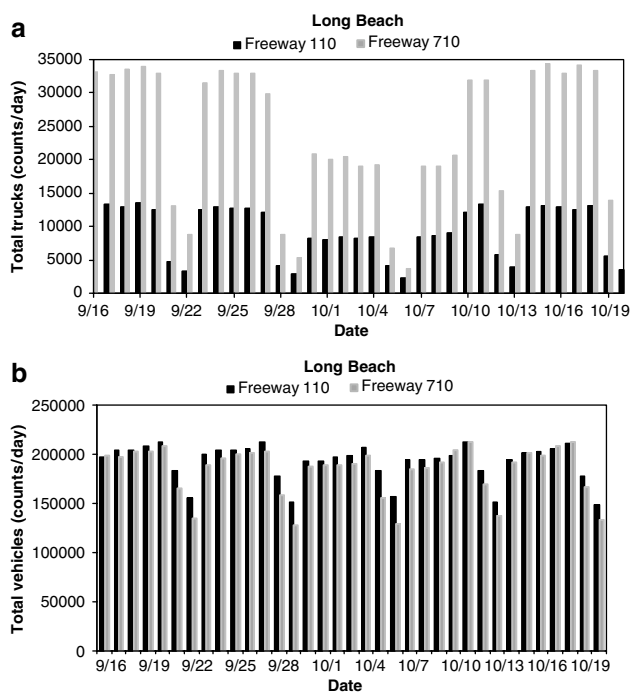 a
Long Beach
Freeway 110 Freeway 710
Total trucks (counts/day)
35000
30000
25000
20000
15000
10000
5000
0
9/16 9/19 9/22 9/25 9/28 10/1 10/4 10/7 10/10 10/13 10/16 10/19
Date
b
Long Beach
Freeway 110 Freeway 710
Total vehicles (counts/day)
250000
200000
150000
100000
50000
0
9/16 9/19 9/22 9/25 9/28 10/1 10/4 10/7 10/10 10/13 10/16 10/19
Date